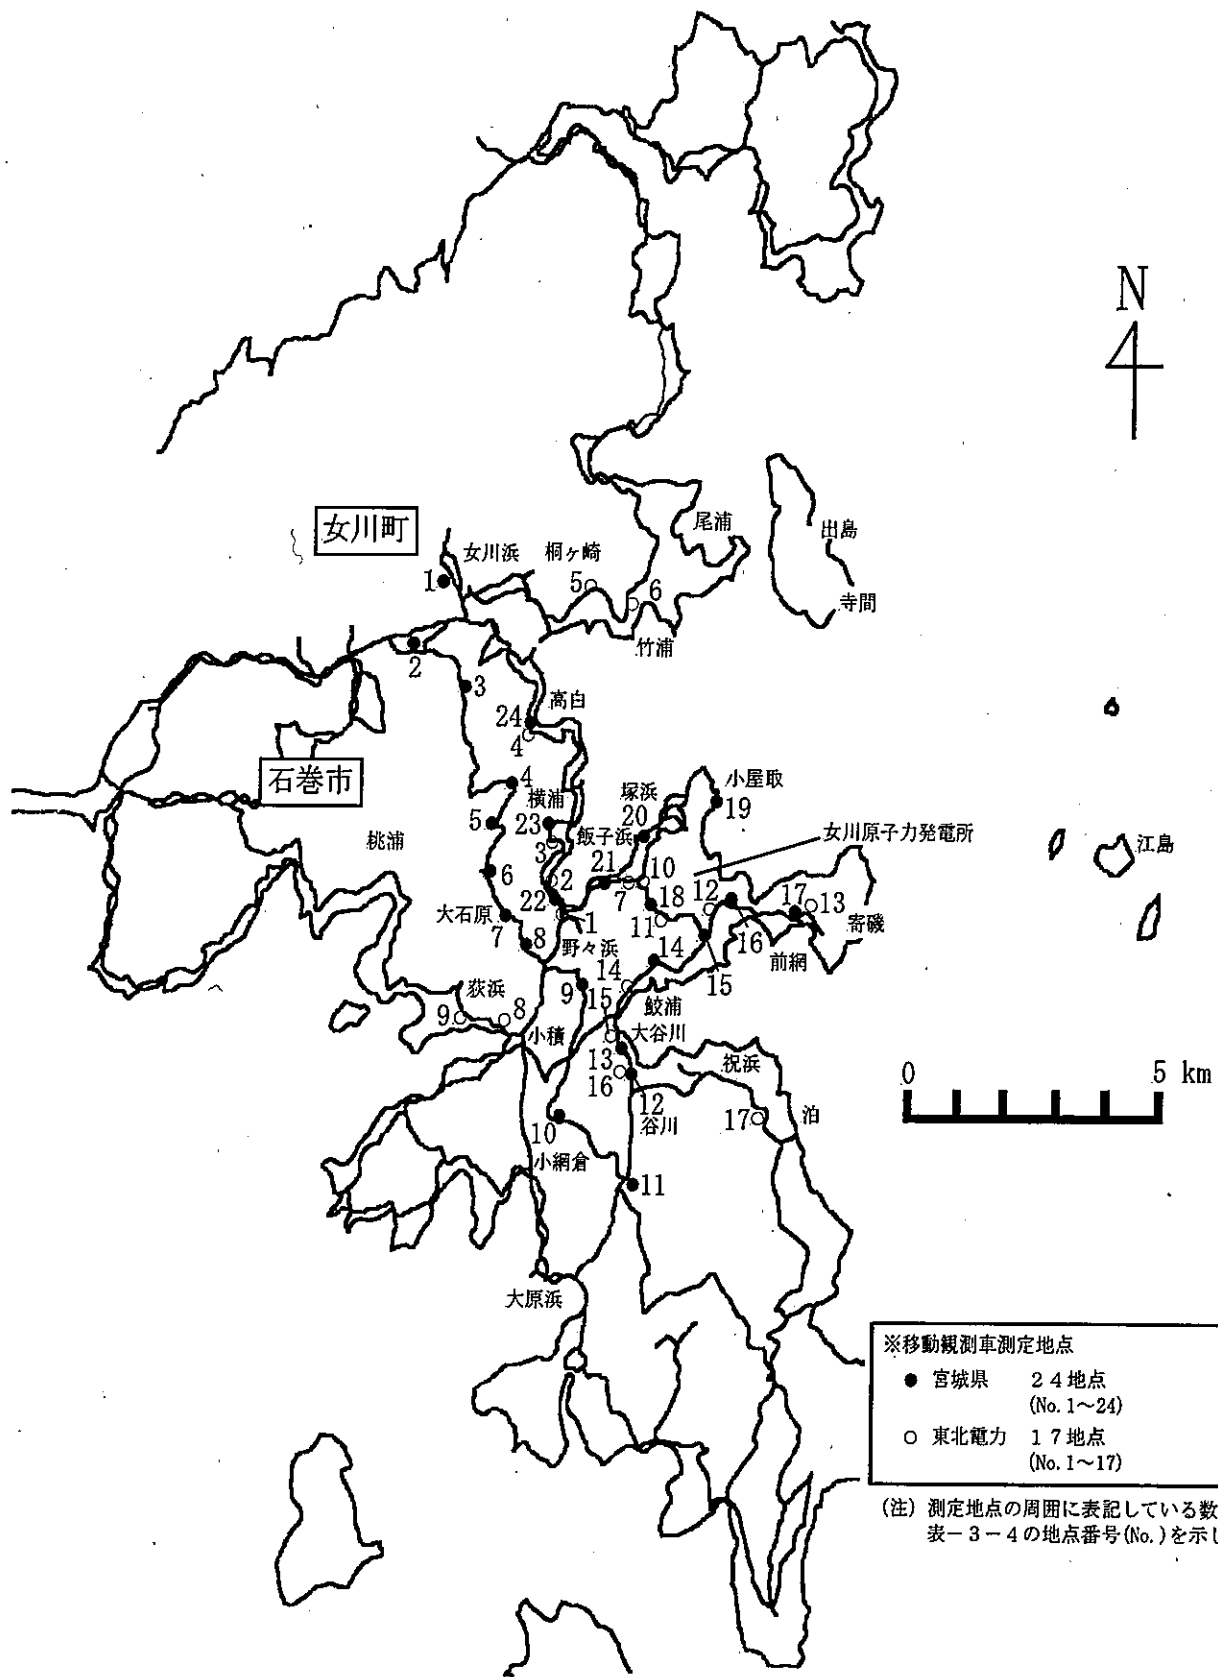 N
尾浦
出島
女川町
女川浜
桐ヶ崎
1
5
6
寺間
竹浦
2
3
高白
24
4
石巻市
4
横浦
塚浜
小屋取
19
5
23
20
女川原子力発電所
桃浦
3
飯子浜
江島
6
21
2
7
10
18
12
17
13
大石原
22
1
11
16
寄磯
7
8
野々浜
14
15
前網
9
14
荻浜
15
鮫浦
9
8
小積
大谷川
13
祝浜
0
5 km
16
12
10
谷川
17
泊
小網倉
11
大原浜
※移動観測車測定地点
● 宮城県 24地点
(No.1～24)
○ 東北電力 17地点
(No.1～17)
(注) 測定地点の周囲に表記している数
表－3－4の地点番号(No.)を示し